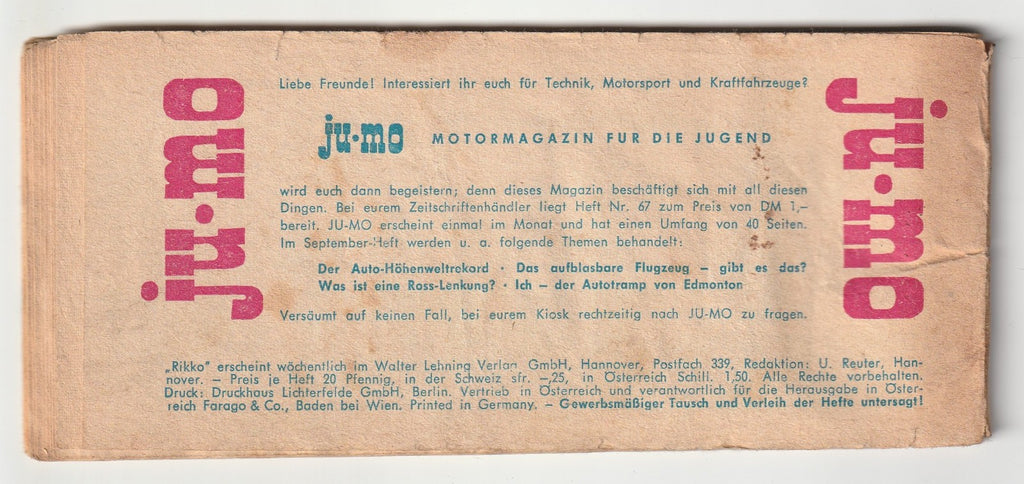 ju·mo
Liebe Freunde! Interessiert ihr euch für Technik, Motorsport und Kraftfahrzeuge?
ju·mo MOTORMAGAZIN FUR DIE JUGEND
wird euch dann begeistern; denn dieses Magazin beschäftigt sich mit all diesen
Dingen. Bei eurem Zeitschriftenhändler liegt Heft Nr. 67 zum Preis von DM 1,–
bereit. JU-MO erscheint einmal im Monat und hat einen Umfang von 40 Seiten.
Im September-Heft werden u. a. folgende Themen behandelt:
Der Auto-Höhenweltrekord · Das aufblasbare Flugzeug – gibt es das?
Was ist eine Ross-Lenkung? · Ich – der Autotramp von Edmonton
Versäumt auf keinen Fall, bei eurem Kiosk rechtzeitig nach JU-MO zu fragen.
ju·mo
„Rikko" erscheint wöchentlich im Walter Lehning Verlag GmbH, Hannover, Postfach 339, Redaktion: U. Reuter, Han-
nover. – Preis je Heft 20 Pfennig, in der Schweiz sfr. –,25, in Österreich Schill. 1,50. Alle Rechte vorbehalten.
Druck: Druckhaus Lichterfelde GmbH, Berlin. Vertrieb in Österreich und verantwortlich für die Herausgabe in Öster-
reich Farago & Co., Baden bei Wien. Printed in Germany. – Gewerbsmäßiger Tausch und Verleih der Hefte untersagt!